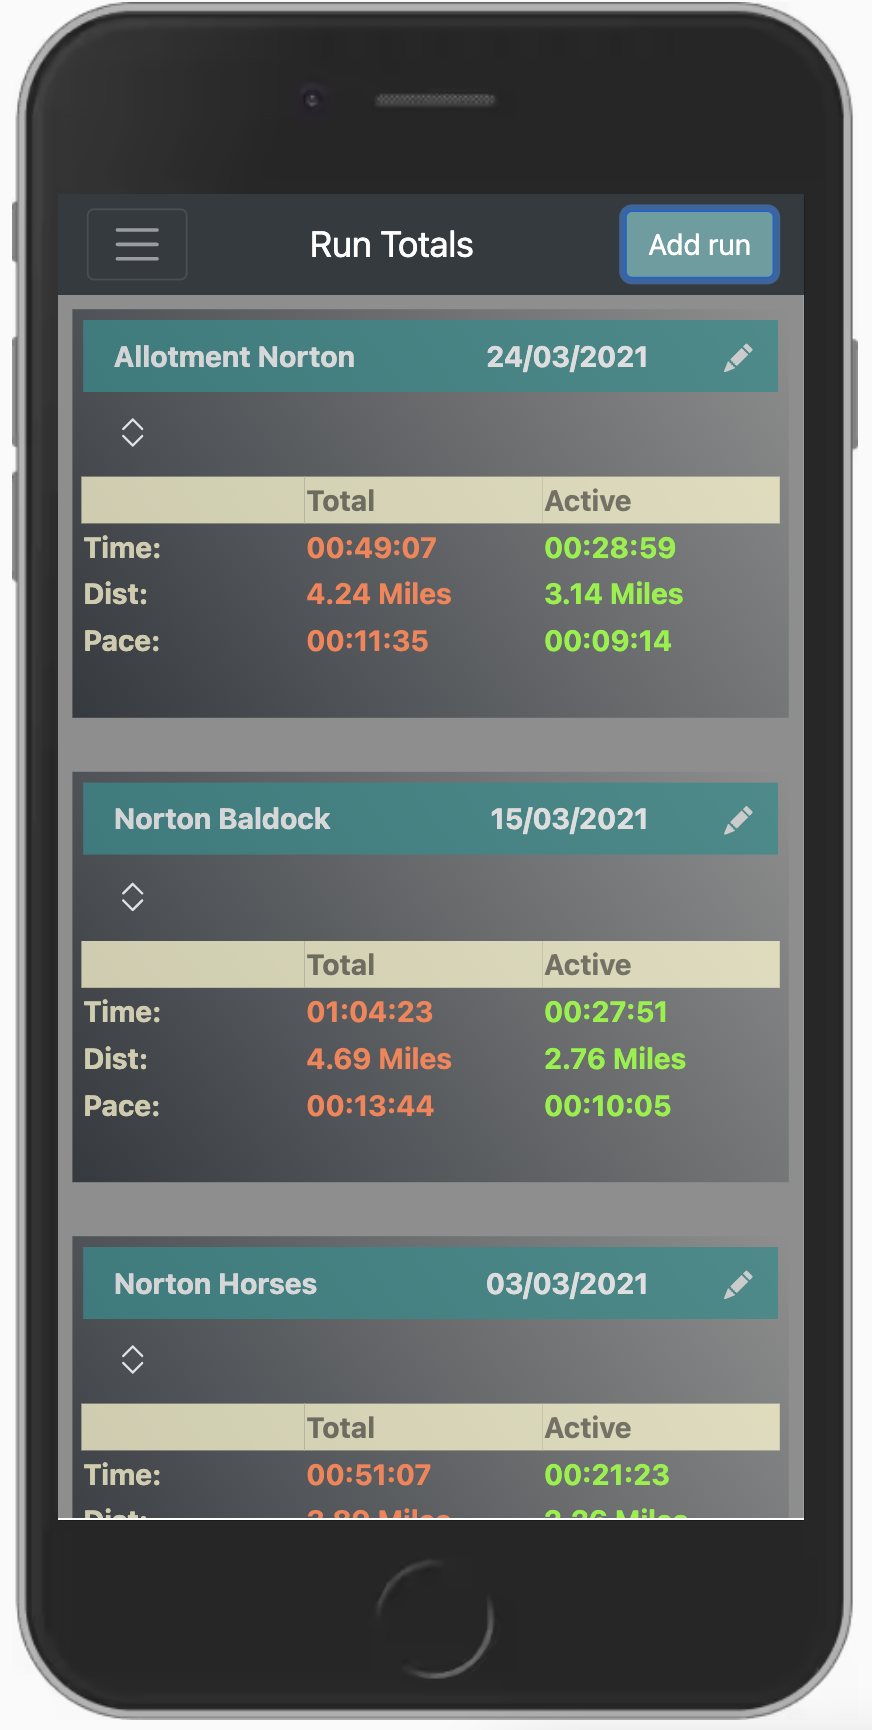 Run Totals Add run
Allotment Norton 24/03/2021
Total Active
Time: 00:49:07 00:28:59
Dist: 4.24 Miles 3.14 Miles
Pace: 00:11:35 00:09:14
Norton Baldock 15/03/2021
Total Active
Time: 01:04:23 00:27:51
Dist: 4.69 Miles 2.76 Miles
Pace: 00:13:44 00:10:05
Norton Horses 03/03/2021
Total Active
Time: 00:51:07 00:21:23
Dist: Miles Miles